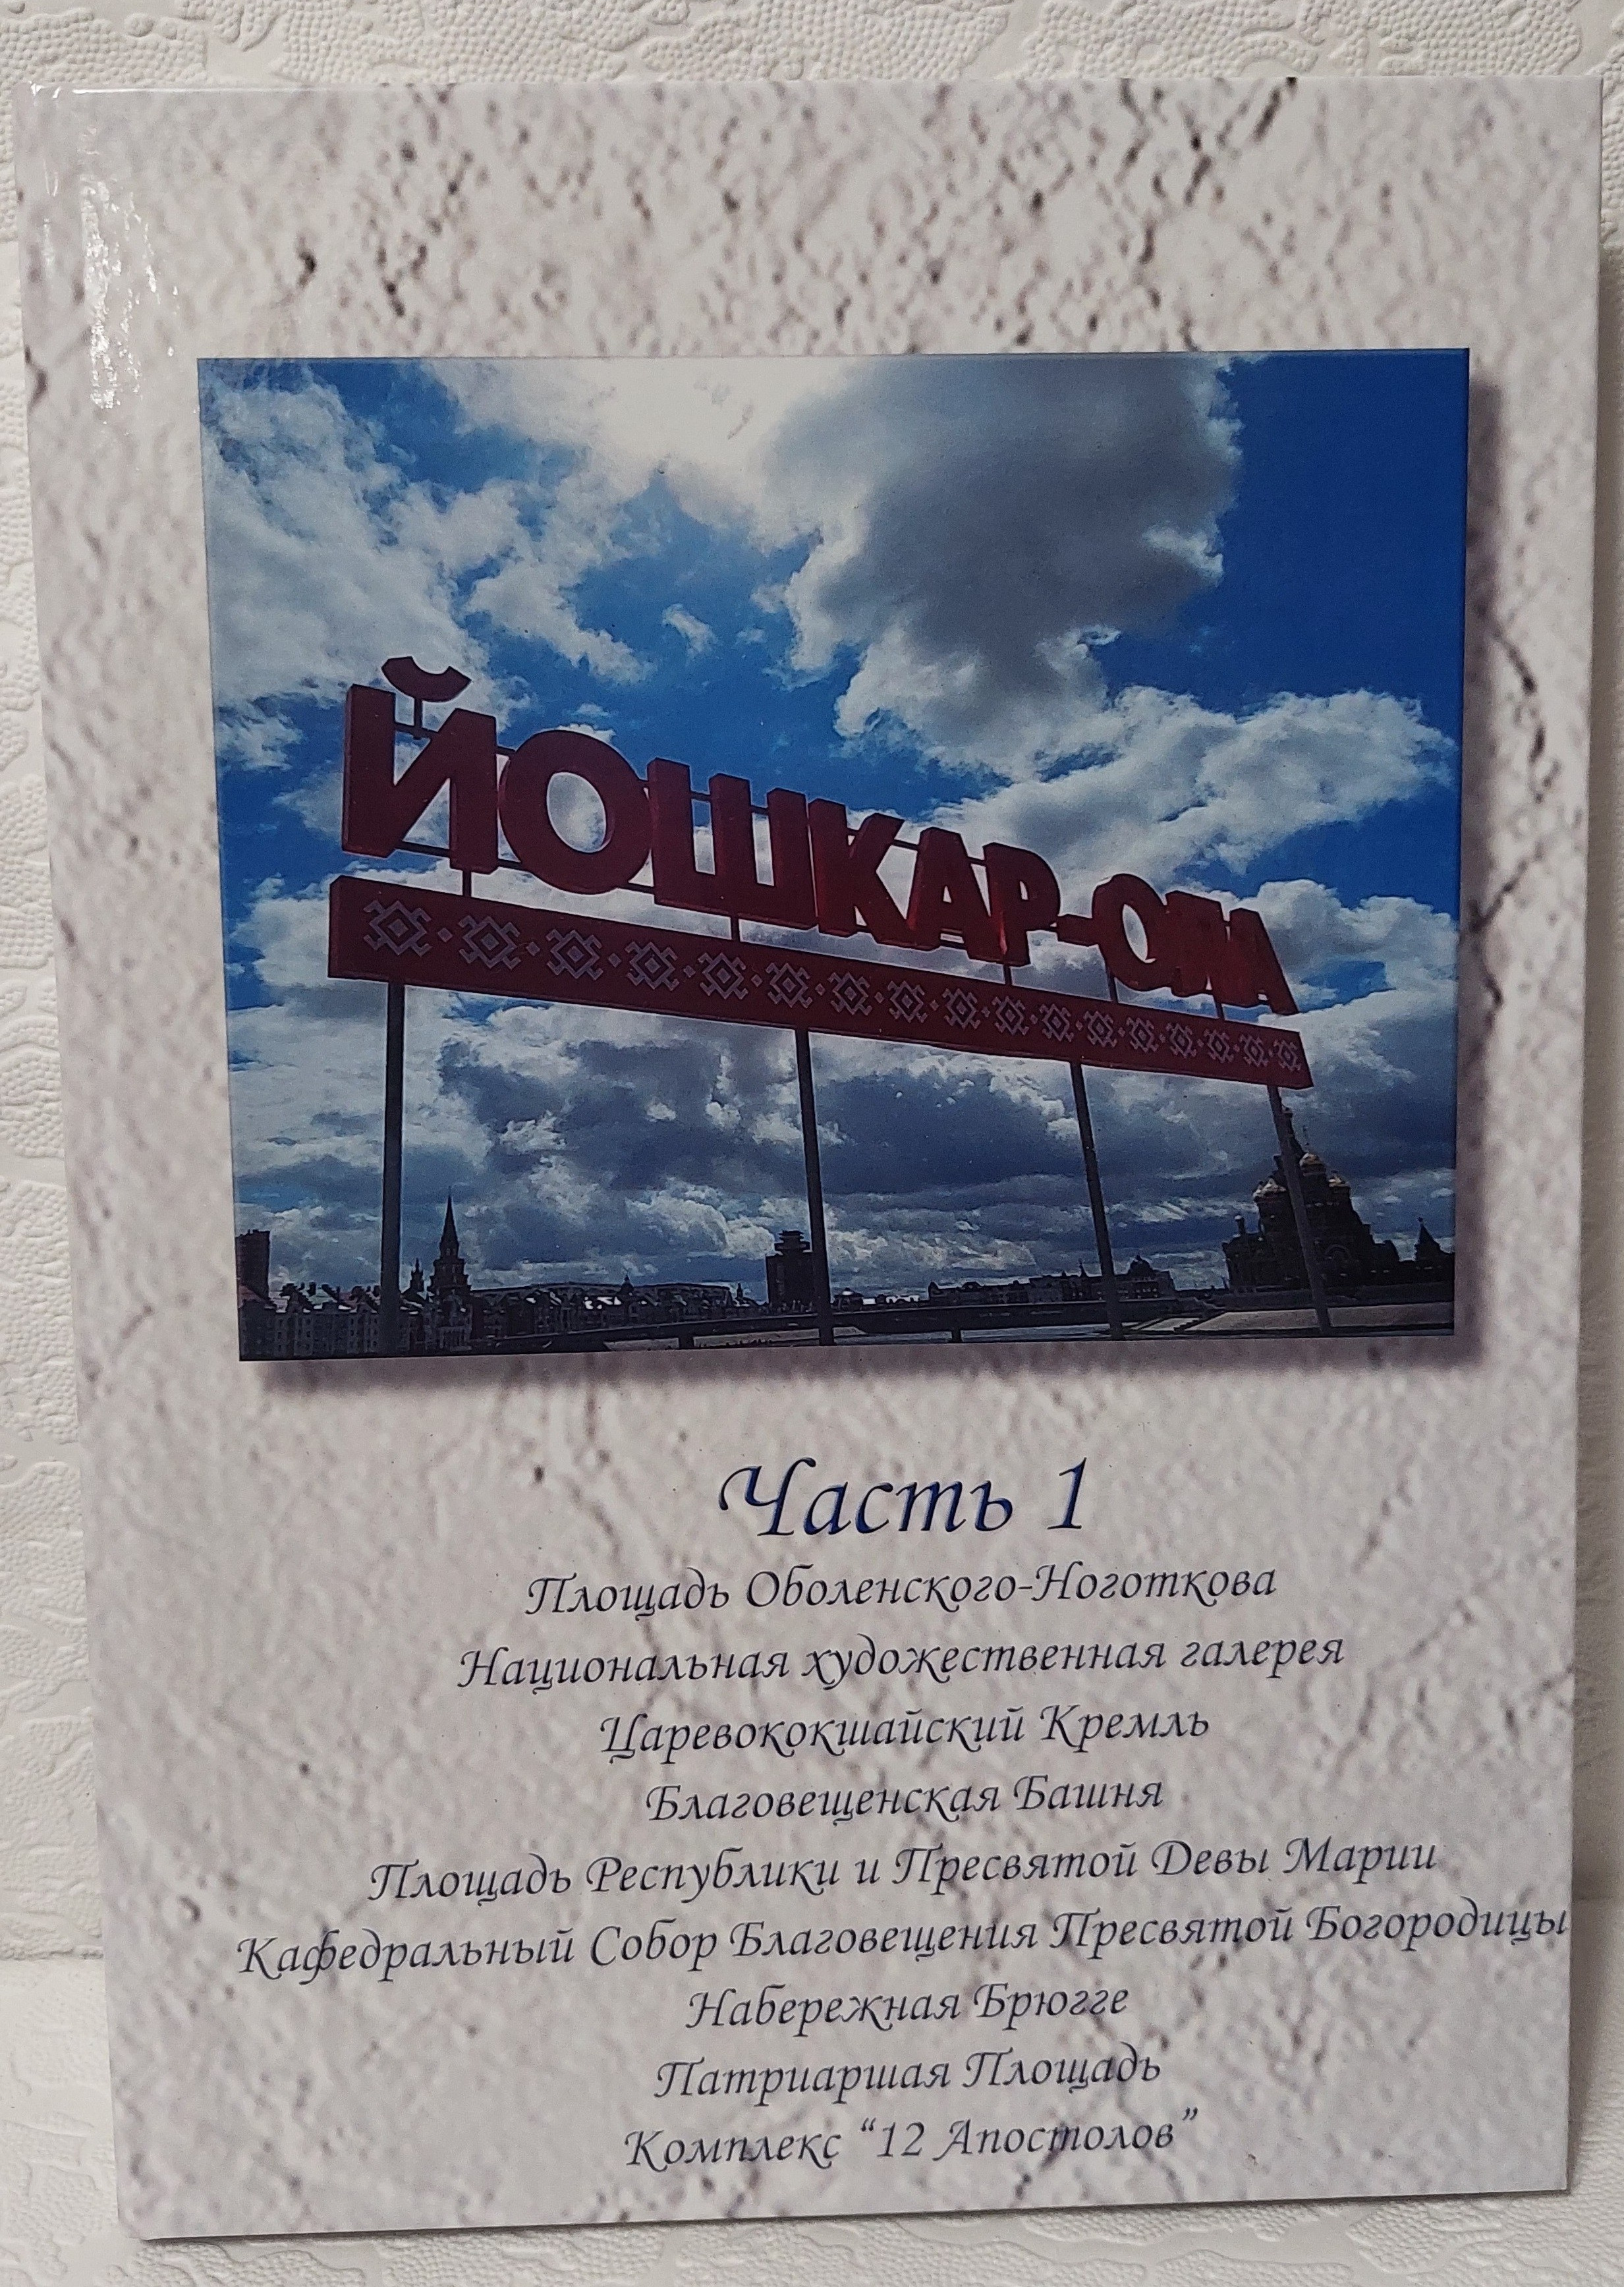 ЙОШКАР-ОЛА
Часть 1
Площадь Оболенского-Ноготкова
Национальная художественная галерея
Царевококшайский Кремль
Благовещенская Башня
Площадь Республики и Пресвятой Девы Марии
Кафедральный Собор Благовещения Пресвятой Богородицы
Набережная Брюгге
Патриаршая Площадь
Комплекс “12 Апостолов”